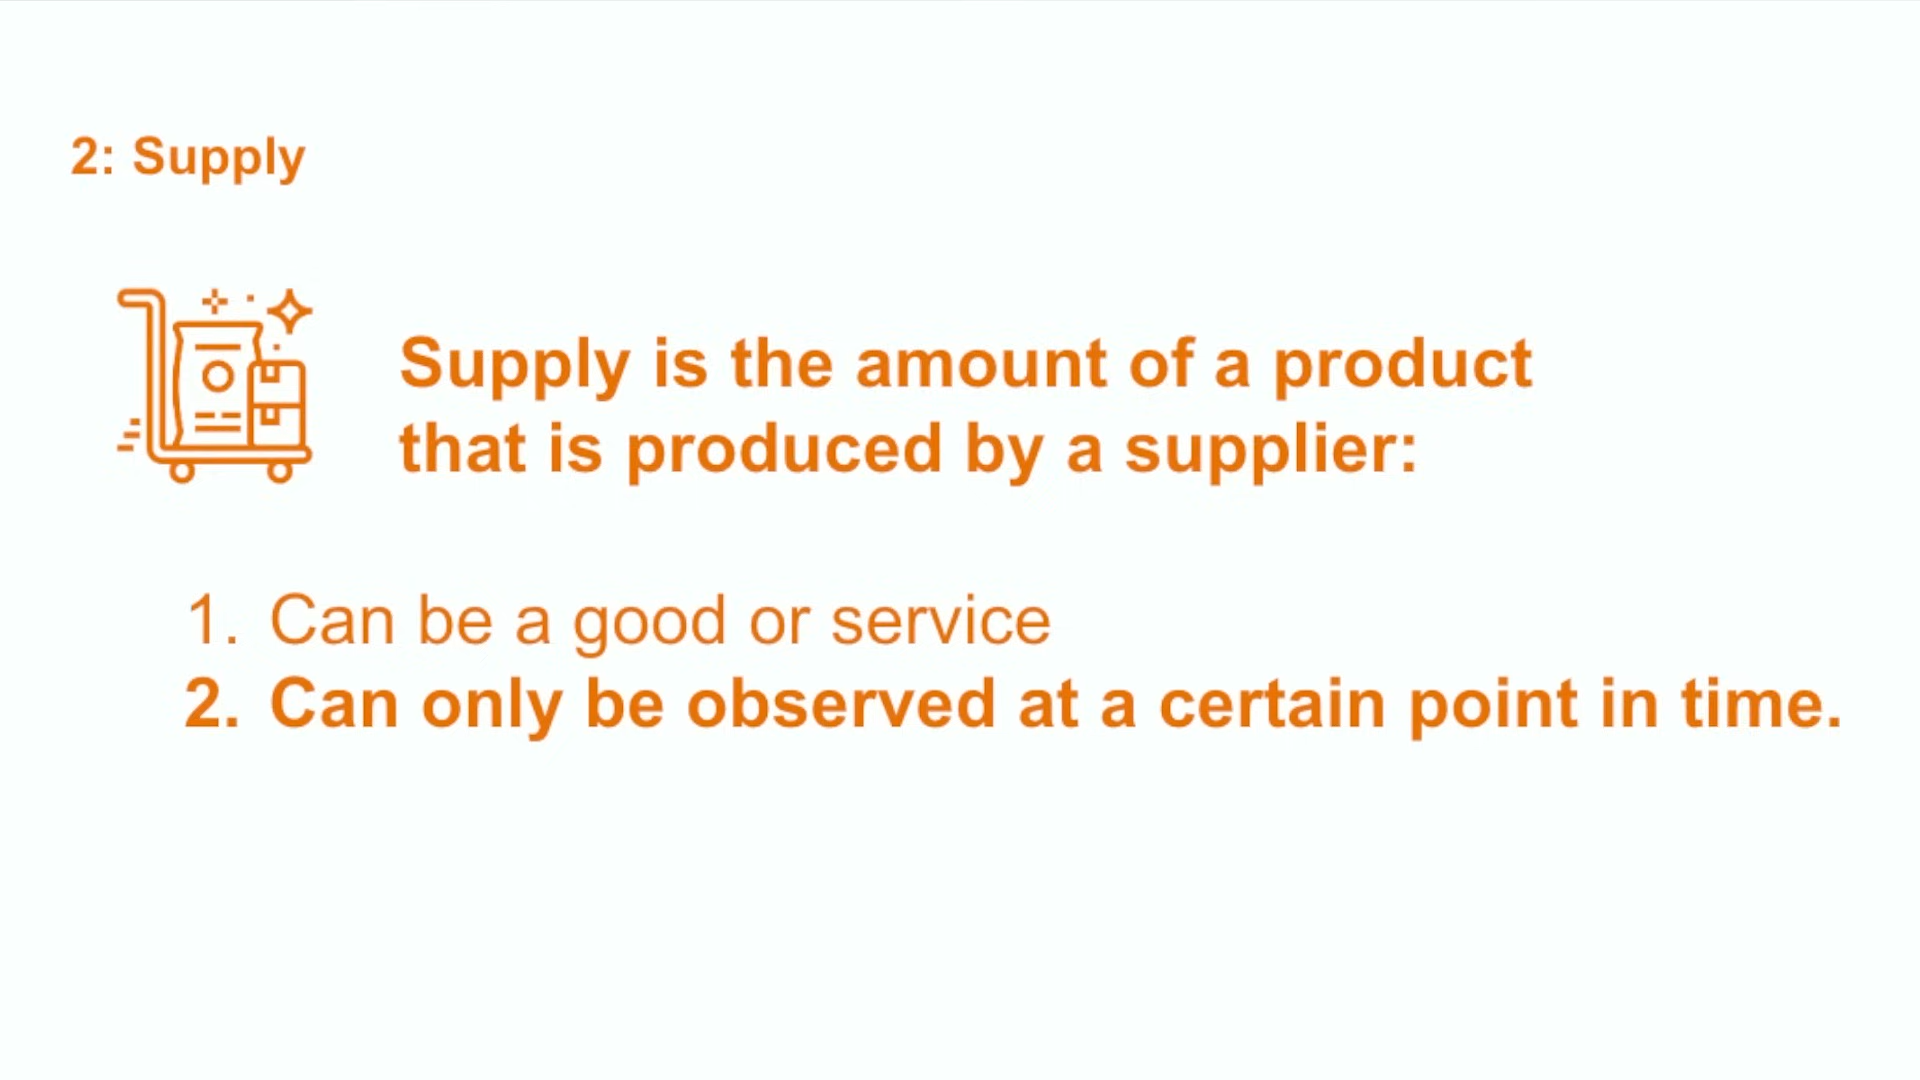 2: Supply
Supply is the amount of a product
that is produced by a supplier:
1. Can be a good or service
2. Can only be observed at a certain point in time.